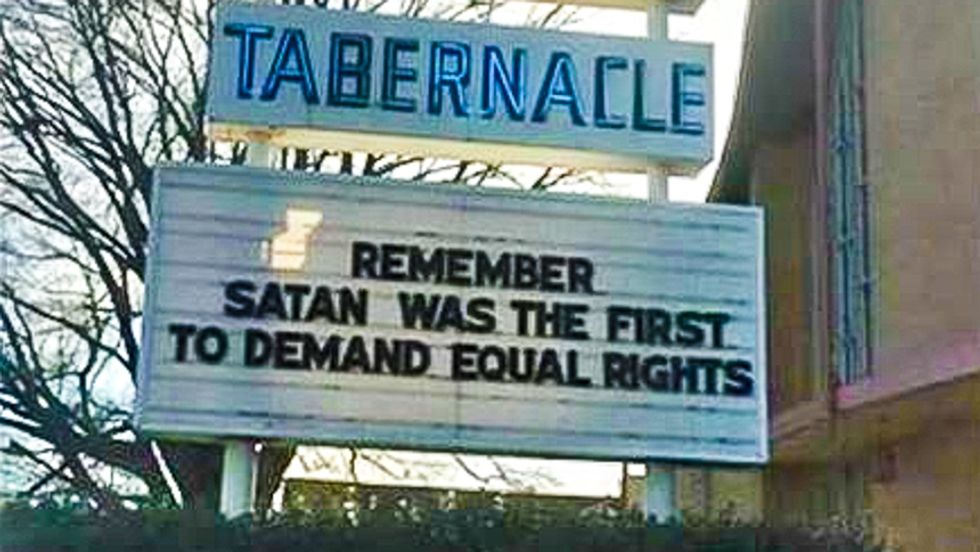 TABERNACLE
REMEMBER
SATAN WAS THE FIRST
TO DEMAND EQUAL RIGHTS